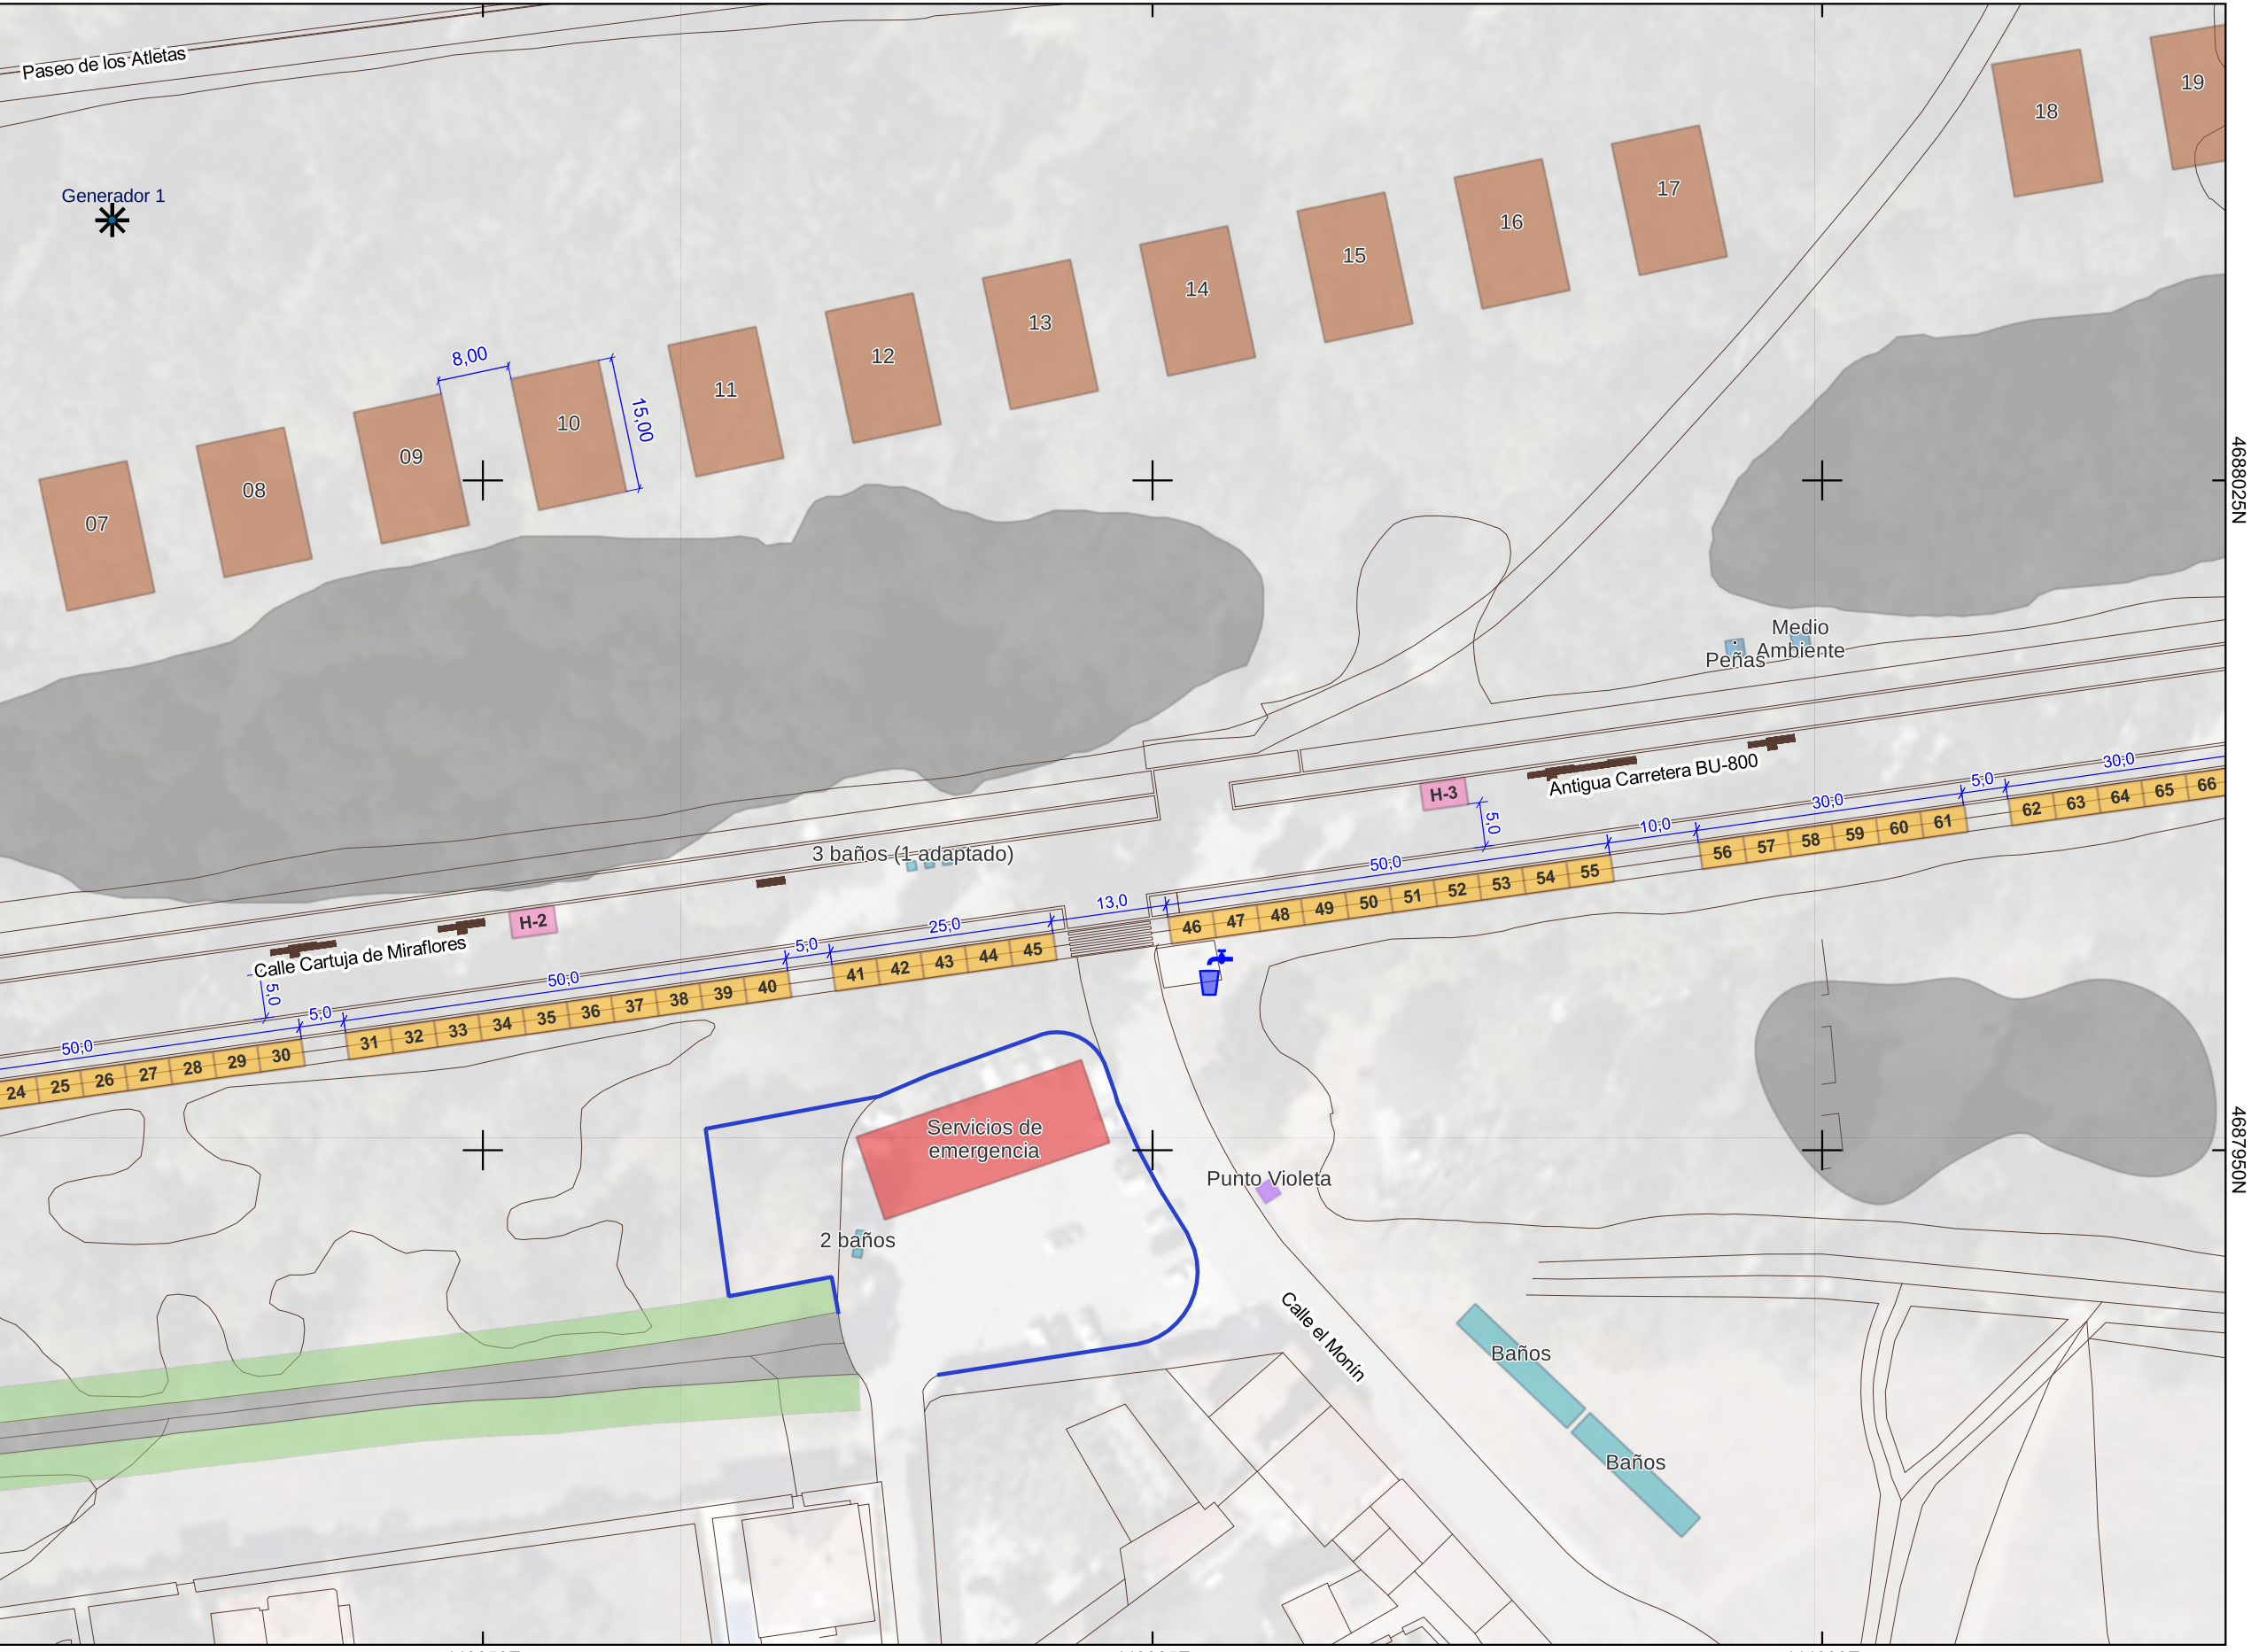 Paseo de los Atletas
Generador 1
19
18
17
16
15
14
13
12
11
10
09
08
07
8,00
15,00
4688025N
Medio
Ambiente
Peñas
Antigua Carretera BU-800
H-3
5,0
3 baños (1 adaptado)
H-2
Calle Cartuja de Miraflores
5,0
50,0
5,0
50,0
5,0
25,0
13,0
50,0
10,0
30,0
5,0
30,0
24 25 26 27 28 29 30
31 32 33 34 35 36 37 38 39 40
41 42 43 44 45
46 47 48 49 50 51 52 53 54 55
56 57 58 59 60 61
62 63 64 65 66
Servicios de
emergencia
Punto Violeta
2 baños
4687950N
Calle el Monín
Baños
Baños